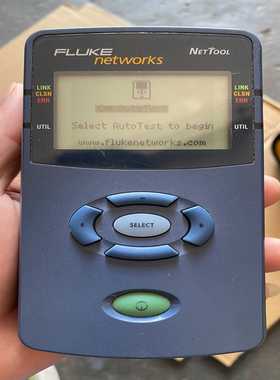 FLUKE
networks
NETTOOL
LINK
CLSN
ERR
UTIL
LINK
CLSN
ERR
UTIL
Select AutoTest to begin
www.flukenetworks.com
SELECT